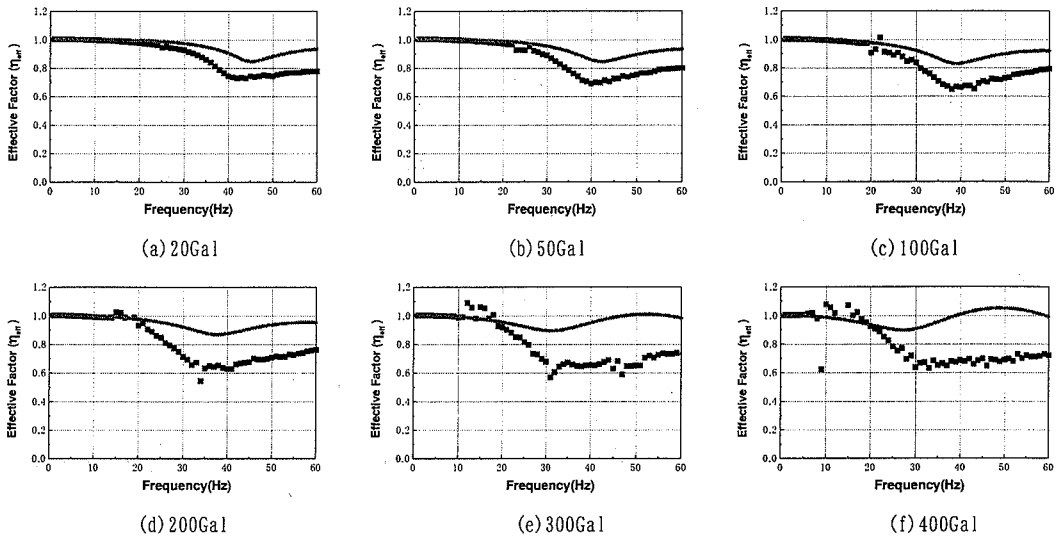 1.2 1.0 0.8 0.6 0.4 0.2 0.0
Effective Factor (η_eff)
0 10 20 30 40 50 60
Frequency(Hz)
(a)20Gal
1.2 1.0 0.8 0.6 0.4 0.2 0.0
Effective Factor (η_eff)
0 10 20 30 40 50 60
Frequency(Hz)
(b)50Gal
1.2 1.0 0.8 0.6 0.4 0.2 0.0
Effective Factor (η_eff)
0 10 20 30 40 50 60
Frequency(Hz)
(c)100Gal
1.2 1.0 0.8 0.6 0.4 0.2 0.0
Effective Factor (η_eff)
0 10 20 30 40 50 60
Frequency(Hz)
(d)200Gal
1.2 1.0 0.8 0.6 0.4 0.2 0.0
Effective Factor (η_eff)
0 10 20 30 40 50 60
Frequency(Hz)
(e)300Gal
1.2 1.0 0.8 0.6 0.4 0.2 0.0
Effective Factor (η_eff)
0 10 20 30 40 50 60
Frequency(Hz)
(f)400Gal